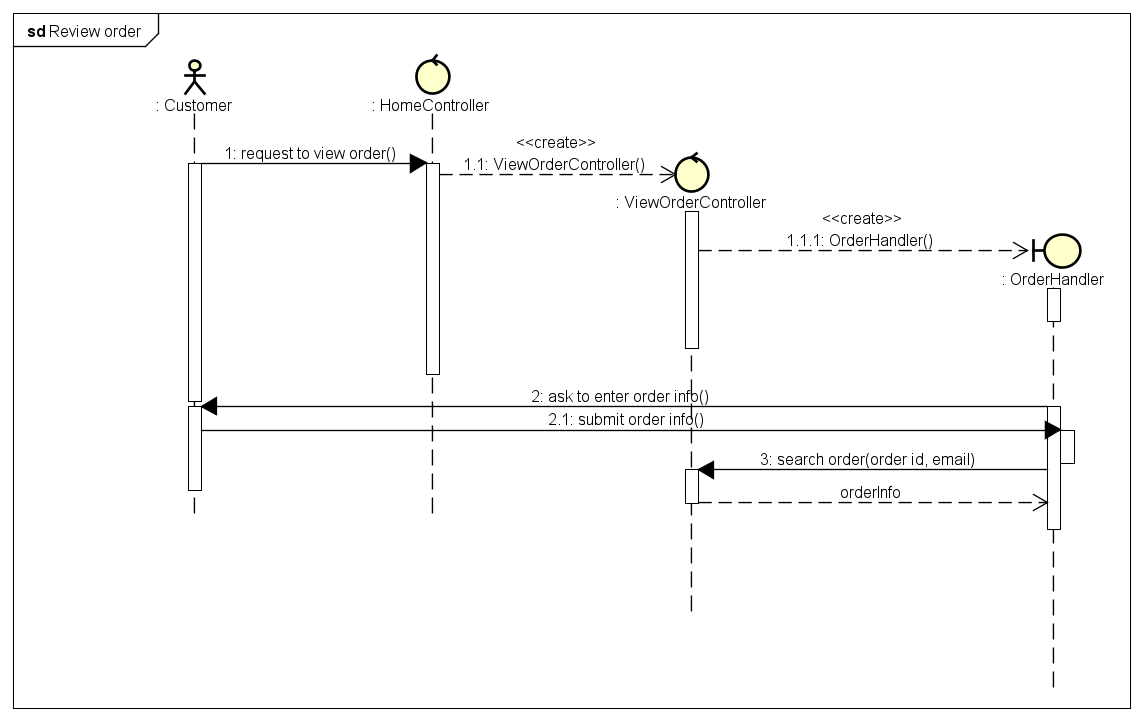 sd Review order
: Customer
: HomeController
1: request to view order()
<<create>>
1.1: ViewOrderController()
: ViewOrderController
<<create>>
1.1.1: OrderHandler()
: OrderHandler
2: ask to enter order info()
2.1: submit order info()
3: search order(order id, email)
orderInfo